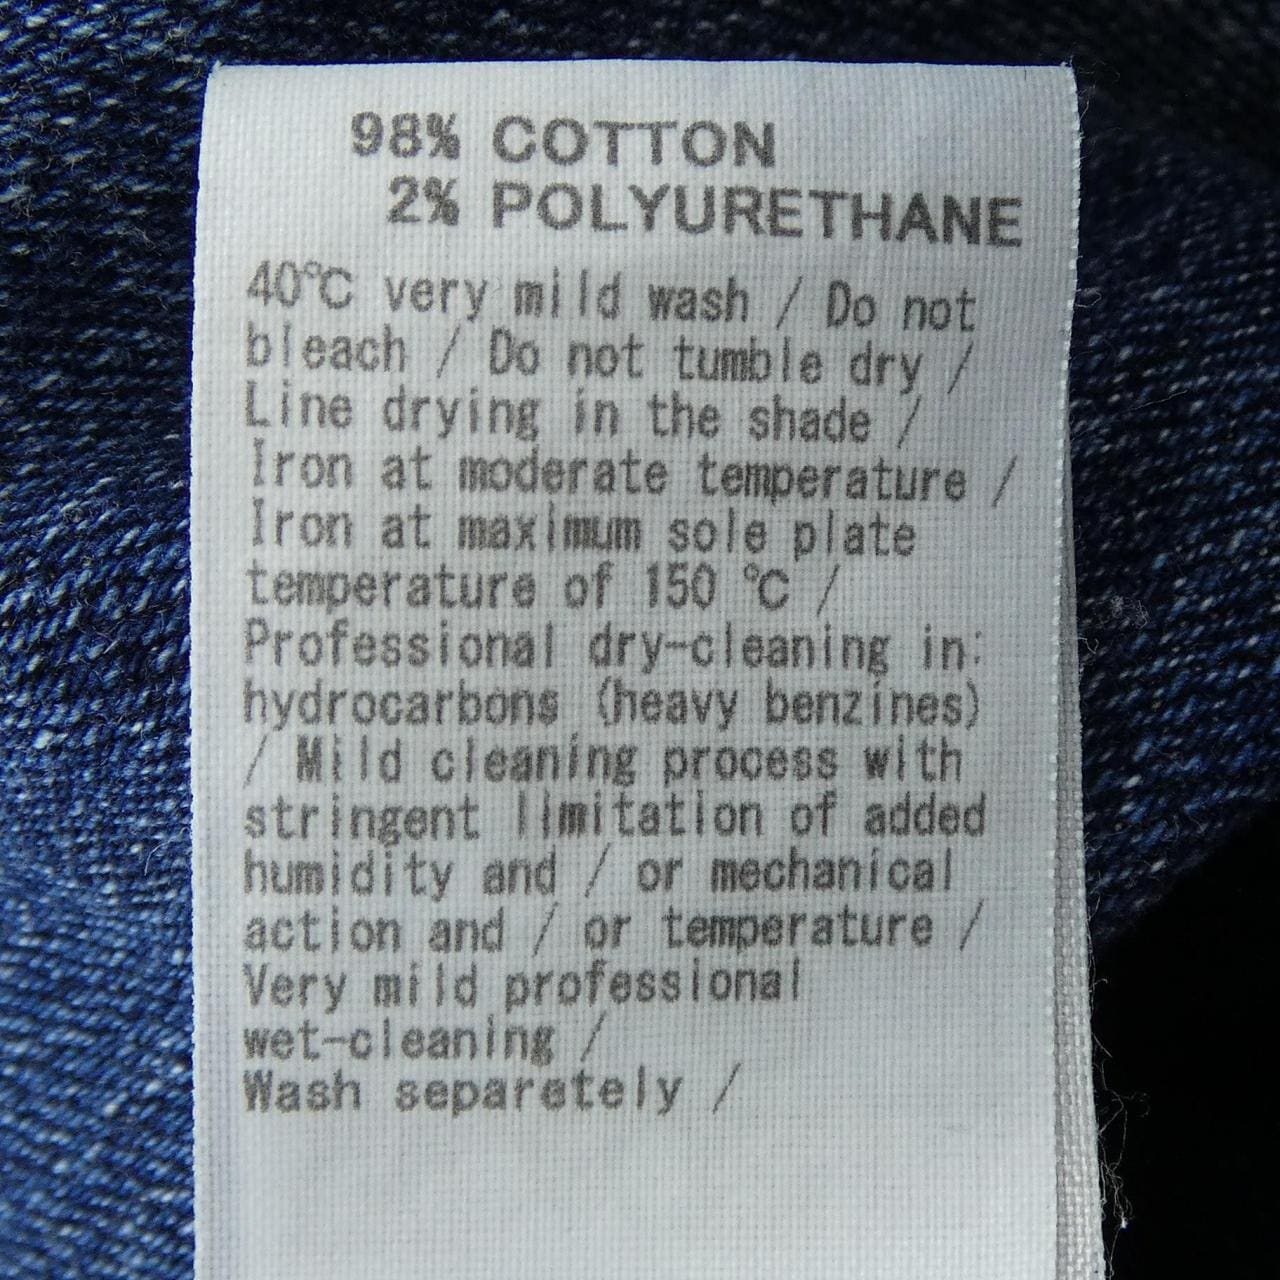 98% COTTON
2% POLYURETHANE
40℃ very mild wash / Do not
bleach / Do not tumble dry /
Line drying in the shade /
Iron at moderate temperature /
Iron at maximum sole plate
temperature of 150 ℃ /
Professional dry-cleaning in:
hydrocarbons (heavy benzines)
/ Mild cleaning process with
stringent limitation of added
humidity and / or mechanical
action and / or temperature /
Very mild professional
wet-cleaning /
Wash separetely /